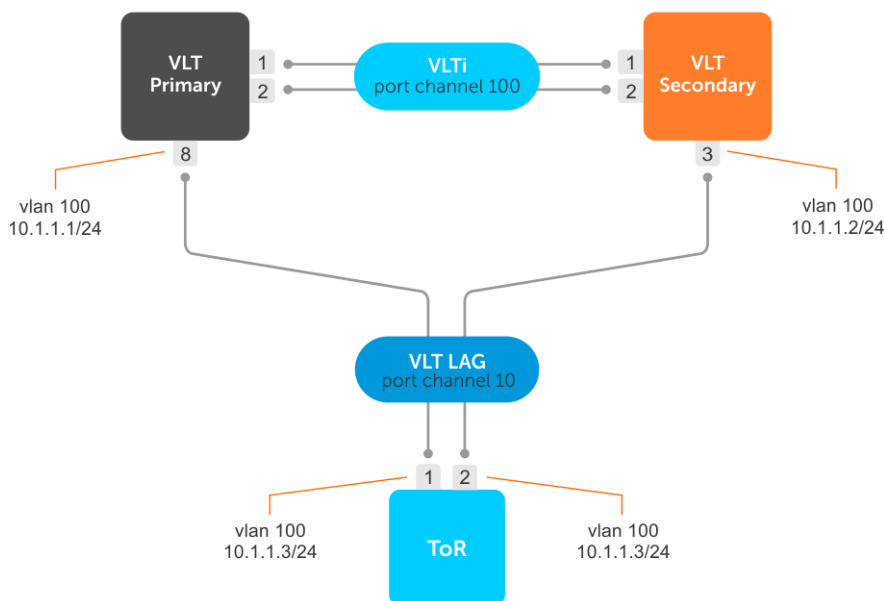 VLT
Primary
1
2
VLTi
port channel 100
1
2
VLT
Secondary
8
3
vlan 100
10.1.1.1/24
vlan 100
10.1.1.2/24
VLT LAG
port channel 10
1
2
vlan 100
10.1.1.3/24
vlan 100
10.1.1.3/24
ToR